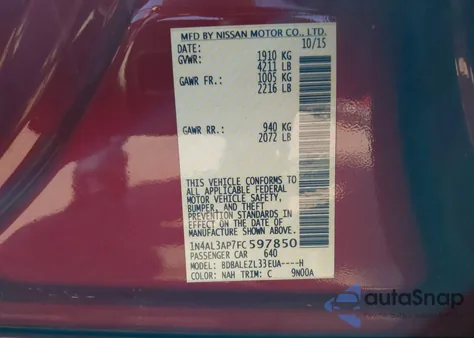 MFD BY NISSAN MOTOR CO., LTD.
DATE: 10/15
GVWR: 1910 KG
4211 LB
GAWR FR: 1005 KG
2216 LB
GAWR RR: 940 KG
2072 LB
THIS VEHICLE CONFORMS TO
ALL APPLICABLE FEDERAL
MOTOR VEHICLE SAFETY,
BUMPER, AND THEFT
PREVENTION STANDARDS IN
EFFECT ON THE DATE OF
MANUFACTURE SHOWN ABOVE.
1N4AL3AP7FC597850
PASSENGER CAR 640
MODEL: BDBALEZL33EUA----H
COLOR: NAH TRIM: C 9N00A
autaSnap